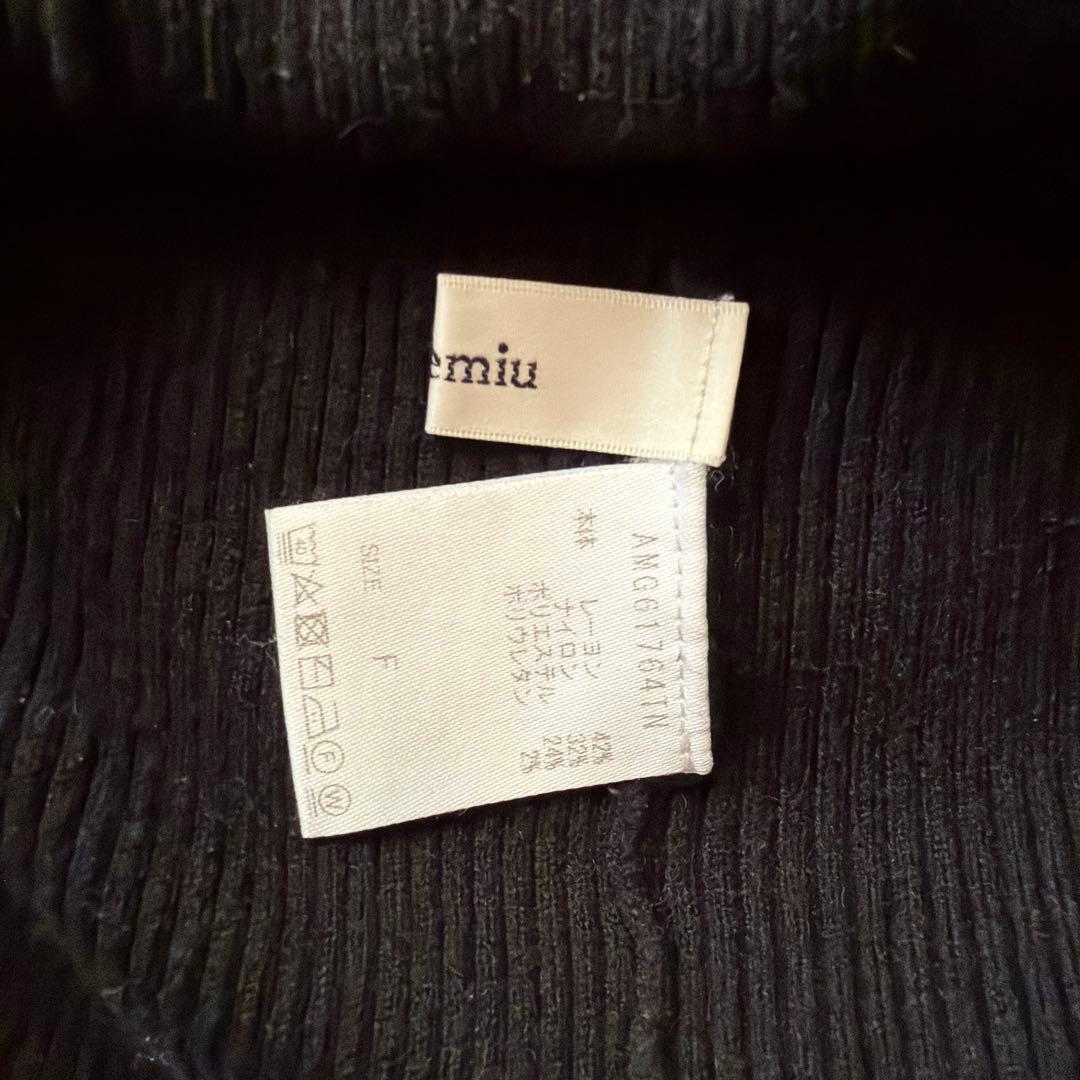 emiu
ANG61764TN
本体
レーヨン 42%
ナイロン 32%
ポリエステル 24%
ポリウレタン 2%
SIZE F
40
F
W